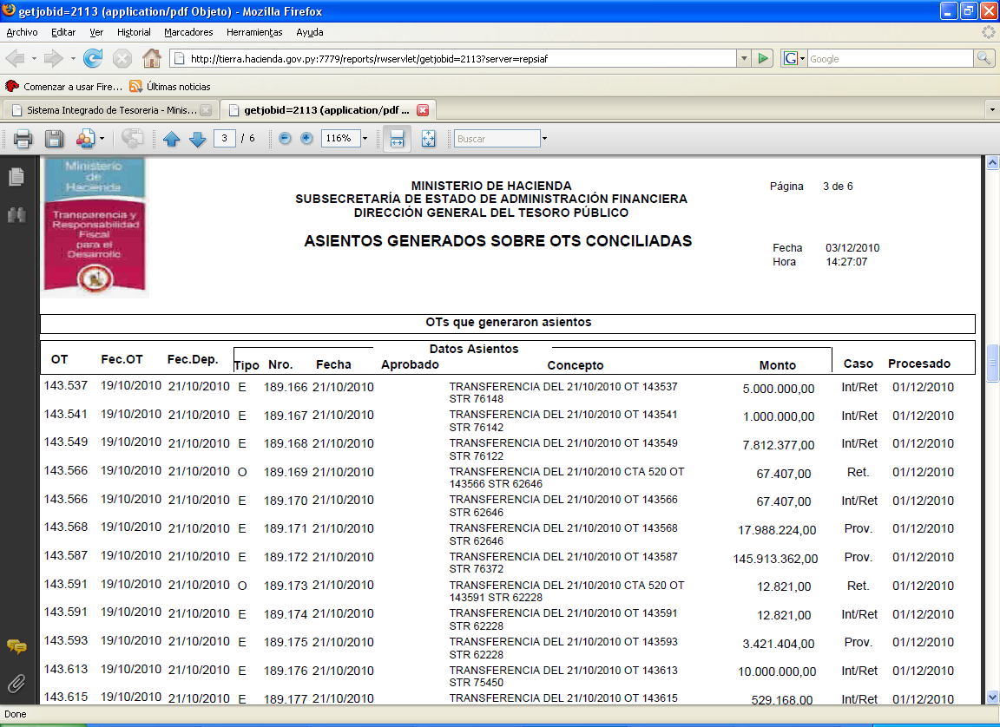 getjobid=2113 (application/pdf Objeto) - Mozilla Firefox
Archivo Editar Ver Historial Marcadores Herramientas Ayuda
http://tierra.hacienda.gov.py:7779/reports/rwservlet/getjobid=2113?server=repsiaf
G Google
Comenzar a usar Fire... Últimas noticias
Sistema Integrado de Tesoreria - Minis... getjobid=2113 (application/pdf ...
3 / 6 116% Buscar
Ministerio
de
Hacienda
Transparencia y
Responsabilidad
Fiscal
para el
Desarrollo
MINISTERIO DE HACIENDA
SUBSECRETARÍA DE ESTADO DE ADMINISTRACIÓN FINANCIERA
DIRECCIÓN GENERAL DEL TESORO PÚBLICO
Página 3 de 6
ASIENTOS GENERADOS SOBRE OTS CONCILIADAS
Fecha 03/12/2010
Hora 14:27:07
OTs que generaron asientos
Datos Asientos
OT Fec.OT Fec.Dep. Tipo Nro. Fecha Aprobado Concepto Monto Caso Procesado
143.537 19/10/2010 21/10/2010 E 189.166 21/10/2010 TRANSFERENCIA DEL 21/10/2010 OT 143537 5.000.000,00 Int/Ret 01/12/2010
STR 76148
143.541 19/10/2010 21/10/2010 E 189.167 21/10/2010 TRANSFERENCIA DEL 21/10/2010 OT 143541 1.000.000,00 Int/Ret 01/12/2010
STR 76142
143.549 19/10/2010 21/10/2010 E 189.168 21/10/2010 TRANSFERENCIA DEL 21/10/2010 OT 143549 7.812.377,00 Int/Ret 01/12/2010
STR 76122
143.566 19/10/2010 21/10/2010 O 189.169 21/10/2010 TRANSFERENCIA DEL 21/10/2010 CTA 520 OT 67.407,00 Ret. 01/12/2010
143566 STR 62646
143.566 19/10/2010 21/10/2010 E 189.170 21/10/2010 TRANSFERENCIA DEL 21/10/2010 OT 143566 67.407,00 Int/Ret 01/12/2010
STR 62646
143.568 19/10/2010 21/10/2010 E 189.171 21/10/2010 TRANSFERENCIA DEL 21/10/2010 OT 143568 17.988.224,00 Prov. 01/12/2010
STR 62646
143.587 19/10/2010 21/10/2010 E 189.172 21/10/2010 TRANSFERENCIA DEL 21/10/2010 OT 143587 145.913.362,00 Prov. 01/12/2010
STR 76372
143.591 19/10/2010 21/10/2010 O 189.173 21/10/2010 TRANSFERENCIA DEL 21/10/2010 CTA 520 OT 12.821,00 Ret. 01/12/2010
143591 STR 62228
143.591 19/10/2010 21/10/2010 E 189.174 21/10/2010 TRANSFERENCIA DEL 21/10/2010 OT 143591 12.821,00 Int/Ret 01/12/2010
STR 62228
143.593 19/10/2010 21/10/2010 E 189.175 21/10/2010 TRANSFERENCIA DEL 21/10/2010 OT 143593 3.421.404,00 Prov. 01/12/2010
STR 62228
143.613 19/10/2010 21/10/2010 E 189.176 21/10/2010 TRANSFERENCIA DEL 21/10/2010 OT 143613 10.000.000,00 Int/Ret 01/12/2010
STR 75450
143.615 19/10/2010 21/10/2010 E 189.177 21/10/2010 TRANSFERENCIA DEL 21/10/2010 OT 143615 529.168,00 Int/Ret 01/12/2010
Done